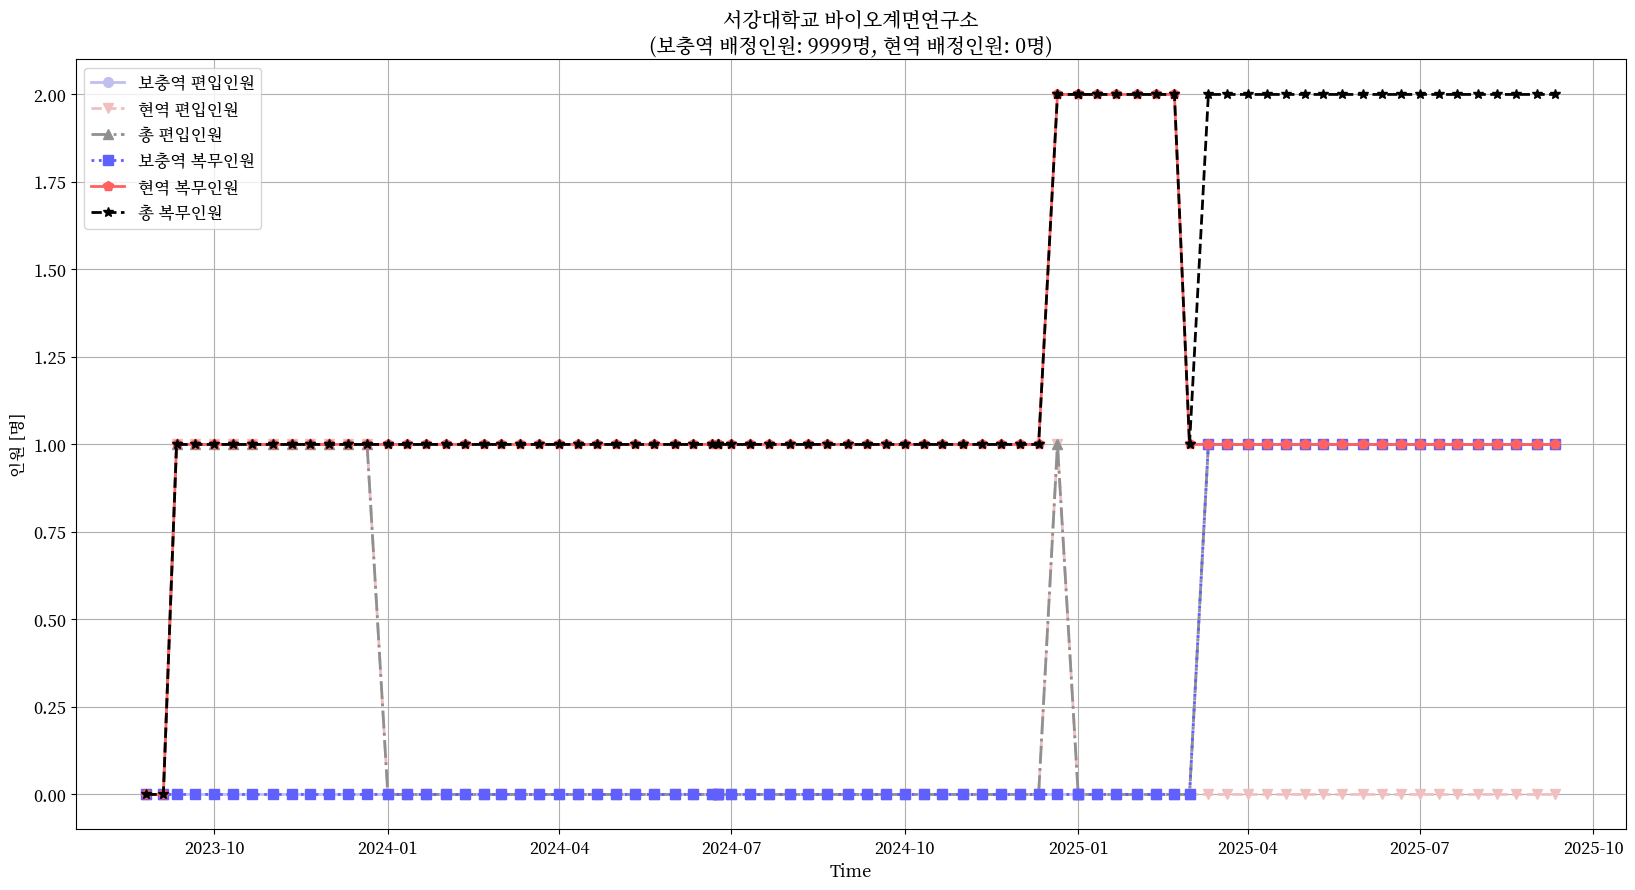 서강대학교 바이오계면연구소
(보충역 배정인원: 9999명, 현역 배정인원: 0명)
보충역 편입인원
현역 편입인원
총 편입인원
보충역 복무인원
현역 복무인원
총 복무인원
인원 [명]
2.00
1.75
1.50
1.25
1.00
0.75
0.50
0.25
0.00
2023-10
2024-01
2024-04
2024-07
2024-10
2025-01
2025-04
2025-07
2025-10
Time